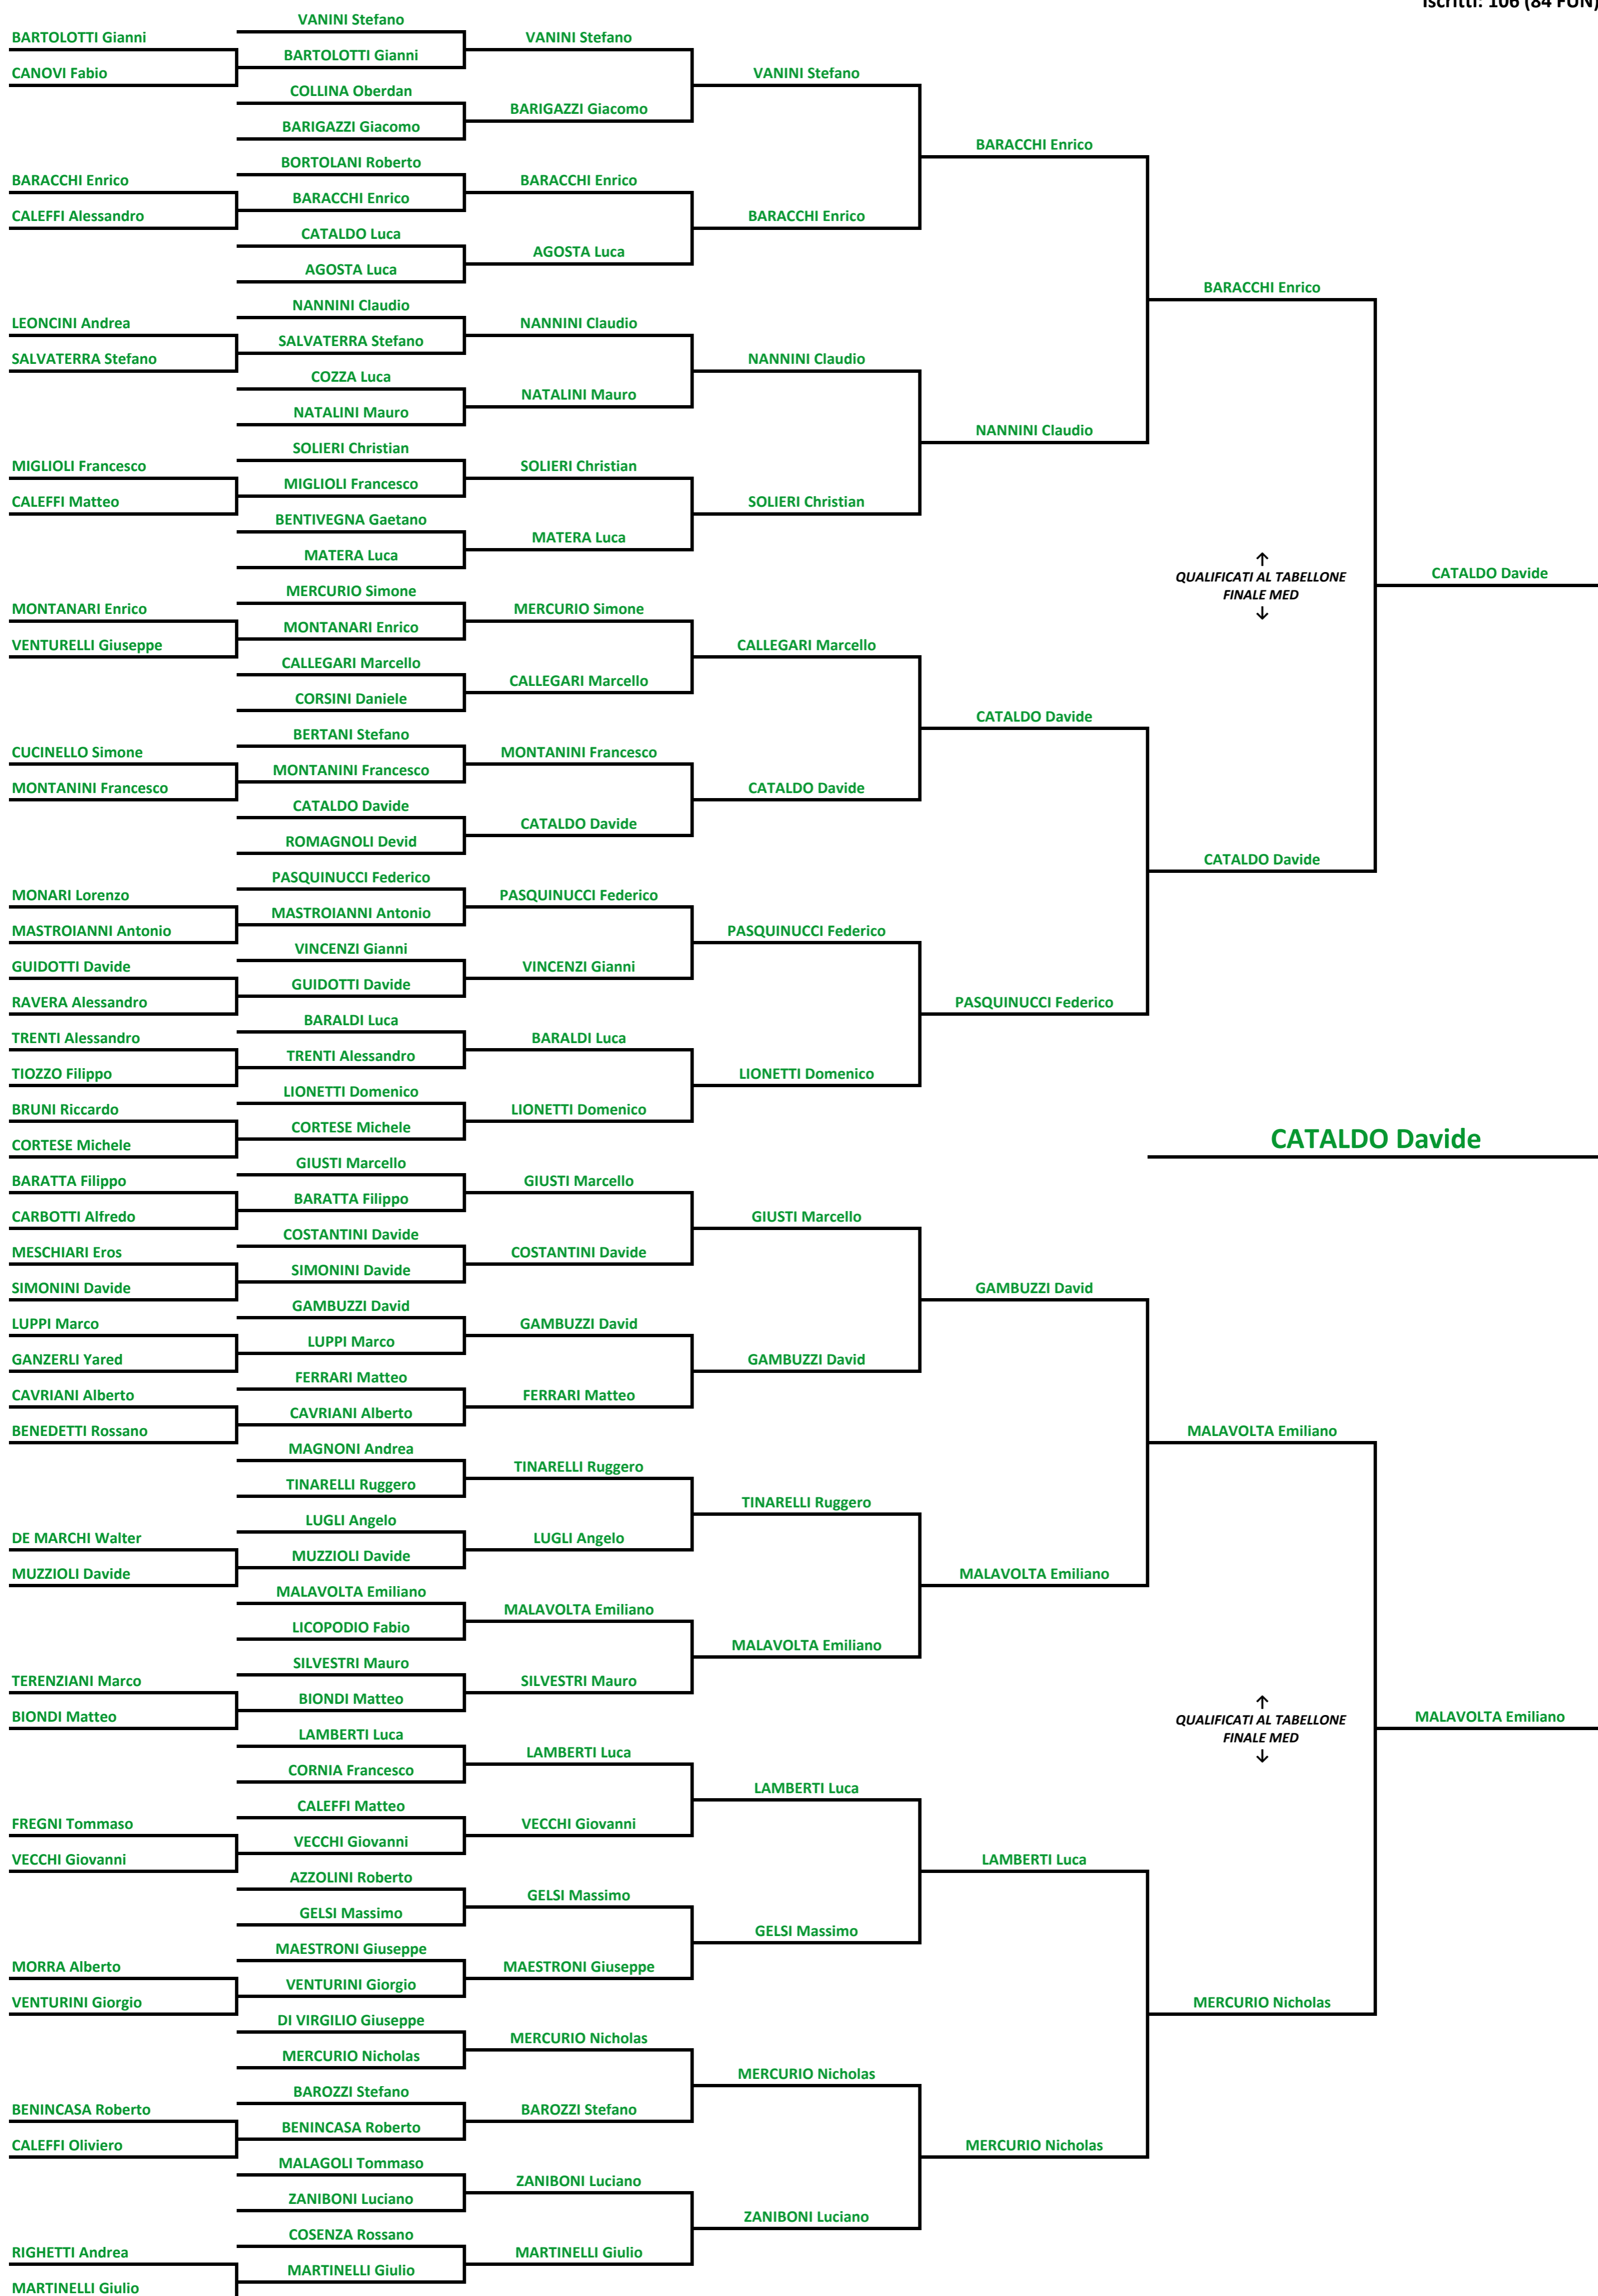 Iscritti: 106 (84 FUN)
VANINI Stefano
BARTOLOTTI Gianni
VANINI Stefano
BARTOLOTTI Gianni
CANOVI Fabio
VANINI Stefano
COLLINA Oberdan
BARIGAZZI Giacomo
BARIGAZZI Giacomo
BARACCHI Enrico
BORTOLANI Roberto
BARACCHI Enrico
BARACCHI Enrico
BARACCHI Enrico
CALEFFI Alessandro
BARACCHI Enrico
CATALDO Luca
AGOSTA Luca
AGOSTA Luca
BARACCHI Enrico
NANNINI Claudio
LEONCINI Andrea
NANNINI Claudio
SALVATERRA Stefano
SALVATERRA Stefano
NANNINI Claudio
COZZA Luca
NATALINI Mauro
NATALINI Mauro
NANNINI Claudio
SOLIERI Christian
MIGLIOLI Francesco
SOLIERI Christian
MIGLIOLI Francesco
CALEFFI Matteo
SOLIERI Christian
BENTIVEGNA Gaetano
MATERA Luca
MATERA Luca
↑
QUALIFICATI AL TABELLONE
FINALE MED
↓
CATALDO Davide
MERCURIO Simone
MONTANARI Enrico
MERCURIO Simone
MONTANARI Enrico
VENTURELLI Giuseppe
CALLEGARI Marcello
CALLEGARI Marcello
CALLEGARI Marcello
CORSINI Daniele
CATALDO Davide
BERTANI Stefano
CUCINELLO Simone
MONTANINI Francesco
MONTANINI Francesco
MONTANINI Francesco
CATALDO Davide
CATALDO Davide
CATALDO Davide
ROMAGNOLI Devid
CATALDO Davide
PASQUINUCCI Federico
MONARI Lorenzo
PASQUINUCCI Federico
MASTROIANNI Antonio
MASTROIANNI Antonio
PASQUINUCCI Federico
VINCENZI Gianni
GUIDOTTI Davide
VINCENZI Gianni
GUIDOTTI Davide
RAVERA Alessandro
PASQUINUCCI Federico
BARALDI Luca
TRENTI Alessandro
BARALDI Luca
TRENTI Alessandro
TIOZZO Filippo
LIONETTI Domenico
LIONETTI Domenico
BRUNI Riccardo
LIONETTI Domenico
CORTESE Michele
CORTESE Michele
CATALDO Davide
GIUSTI Marcello
BARATTA Filippo
GIUSTI Marcello
BARATTA Filippo
CARBOTTI Alfredo
GIUSTI Marcello
COSTANTINI Davide
MESCHIARI Eros
COSTANTINI Davide
SIMONINI Davide
SIMONINI Davide
GAMBUZZI David
GAMBUZZI David
LUPPI Marco
GAMBUZZI David
LUPPI Marco
GANZERLI Yared
GAMBUZZI David
FERRARI Matteo
CAVRIANI Alberto
FERRARI Matteo
CAVRIANI Alberto
BENEDETTI Rossano
MALAVOLTA Emiliano
MAGNONI Andrea
TINARELLI Ruggero
TINARELLI Ruggero
TINARELLI Ruggero
LUGLI Angelo
DE MARCHI Walter
LUGLI Angelo
MUZZIOLI Davide
MUZZIOLI Davide
MALAVOLTA Emiliano
MALAVOLTA Emiliano
MALAVOLTA Emiliano
LICOPODIO Fabio
MALAVOLTA Emiliano
SILVESTRI Mauro
TERENZIANI Marco
SILVESTRI Mauro
BIONDI Matteo
BIONDI Matteo
↑
QUALIFICATI AL TABELLONE
FINALE MED
↓
MALAVOLTA Emiliano
LAMBERTI Luca
LAMBERTI Luca
CORNIA Francesco
LAMBERTI Luca
CALEFFI Matteo
FREGNI Tommaso
VECCHI Giovanni
VECCHI Giovanni
VECCHI Giovanni
LAMBERTI Luca
AZZOLINI Roberto
GELSI Massimo
GELSI Massimo
GELSI Massimo
MAESTRONI Giuseppe
MORRA Alberto
MAESTRONI Giuseppe
VENTURINI Giorgio
VENTURINI Giorgio
MERCURIO Nicholas
DI VIRGILIO Giuseppe
MERCURIO Nicholas
MERCURIO Nicholas
MERCURIO Nicholas
BAROZZI Stefano
BENINCASA Roberto
BAROZZI Stefano
BENINCASA Roberto
CALEFFI Oliviero
MERCURIO Nicholas
MALAGOLI Tommaso
ZANIBONI Luciano
ZANIBONI Luciano
ZANIBONI Luciano
COSENZA Rossano
RIGHETTI Andrea
MARTINELLI Giulio
MARTINELLI Giulio
MARTINELLI Giulio